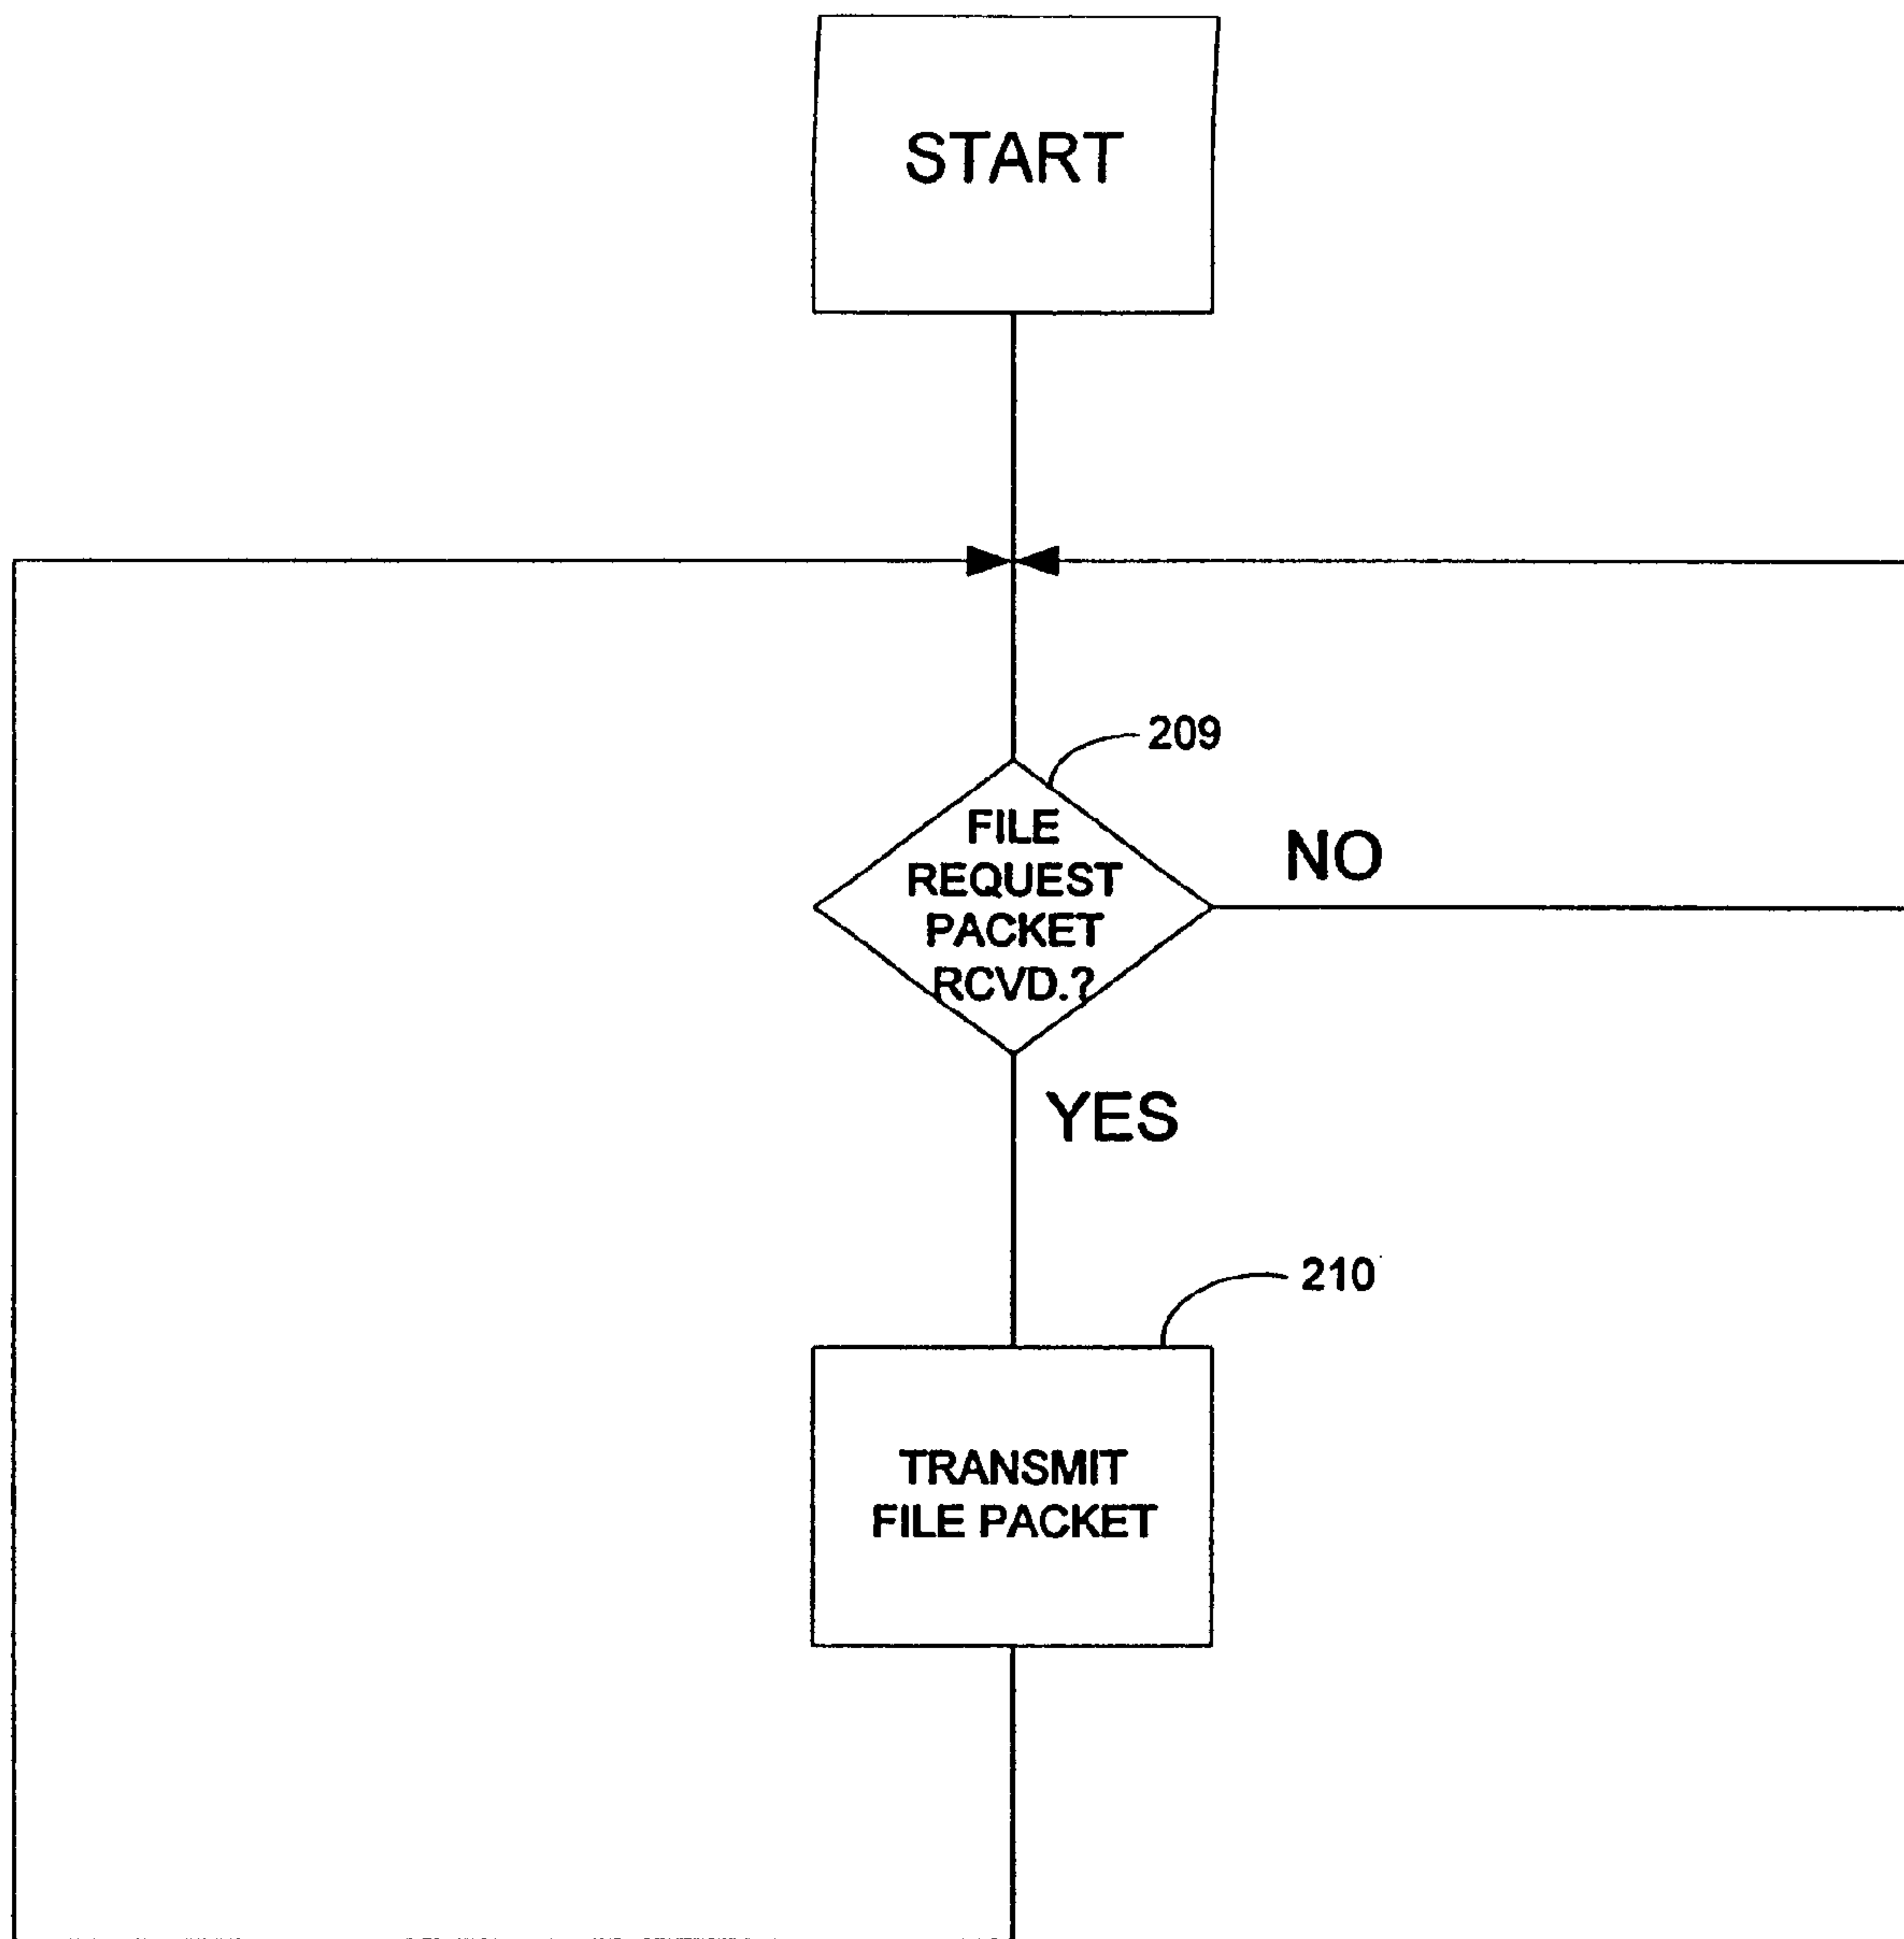 START
209
FILE
REQUEST
PACKET
RCVD.?
NO
YES
210
TRANSMIT
FILE PACKET